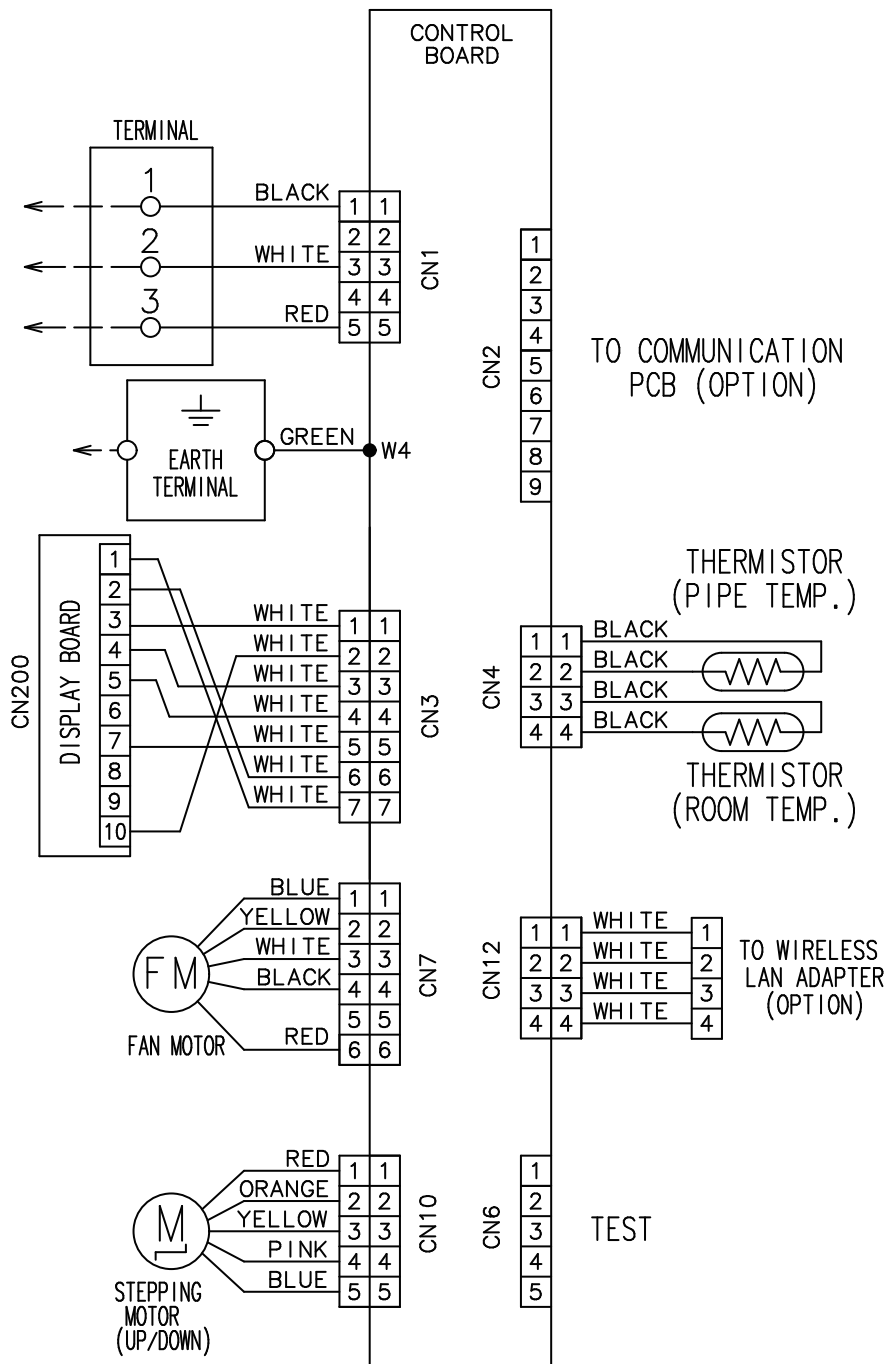 CONTROL
BOARD
TERMINAL
1
BLACK
1 1
2
2 2
WHITE
3 3
3
4 4
RED
5 5
CN1
EARTH
TERMINAL
GREEN
W4
CN2
1
2
3
4
5
6
7
8
9
TO COMMUNICATION
PCB (OPTION)
CN200
DISPLAY BOARD
1
2
3
4
5
6
7
8
9
10
WHITE
WHITE
WHITE
WHITE
WHITE
WHITE
WHITE
1 1
2 2
3 3
4 4
5 5
6 6
7 7
CN3
CN4
1 1
2 2
3 3
4 4
BLACK
BLACK
BLACK
BLACK
THERMISTOR
(PIPE TEMP.)
THERMISTOR
(ROOM TEMP.)
FM
FAN MOTOR
BLUE
YELLOW
WHITE
BLACK
RED
1 1
2 2
3 3
4 4
5 5
6 6
CN7
CN12
1 1
2 2
3 3
4 4
WHITE
WHITE
WHITE
WHITE
1
2
3
4
TO WIRELESS
LAN ADAPTER
(OPTION)
M
STEPPING
MOTOR
(UP/DOWN)
RED
ORANGE
YELLOW
PINK
BLUE
1 1
2 2
3 3
4 4
5 5
CN10
CN6
1
2
3
4
5
TEST